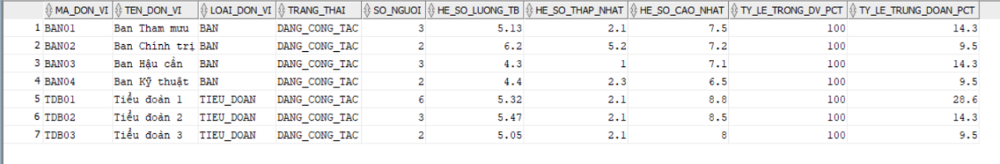 MA_DON_VI TEN_DON_VI LOAI_DON_VI TRANG_THAI SO_NGUOI HE_SO_LUONG_TB HE_SO_THAP_NHAT HE_SO_CAO_NHAT TY_LE_TRONG_DV_PCT TY_LE_TRUNG_DOAN_PCT
1 BAN01 Ban Tham mưu BAN DANG_CONG_TAC 3 5.13 2.1 7.5 100 14.3
2 BAN02 Ban Chính trị BAN DANG_CONG_TAC 2 6.2 5.2 7.2 100 9.5
3 BAN03 Ban Hậu cần BAN DANG_CONG_TAC 3 4.3 1 7.1 100 14.3
4 BAN04 Ban Kỹ thuật BAN DANG_CONG_TAC 2 4.4 2.3 6.5 100 9.5
5 TDB01 Tiểu đoàn 1 TIEU_DOAN DANG_CONG_TAC 6 5.32 2.1 8.8 100 28.6
6 TDB02 Tiểu đoàn 2 TIEU_DOAN DANG_CONG_TAC 3 5.47 2.1 8.5 100 14.3
7 TDB03 Tiểu đoàn 3 TIEU_DOAN DANG_CONG_TAC 2 5.05 2.1 8 100 9.5